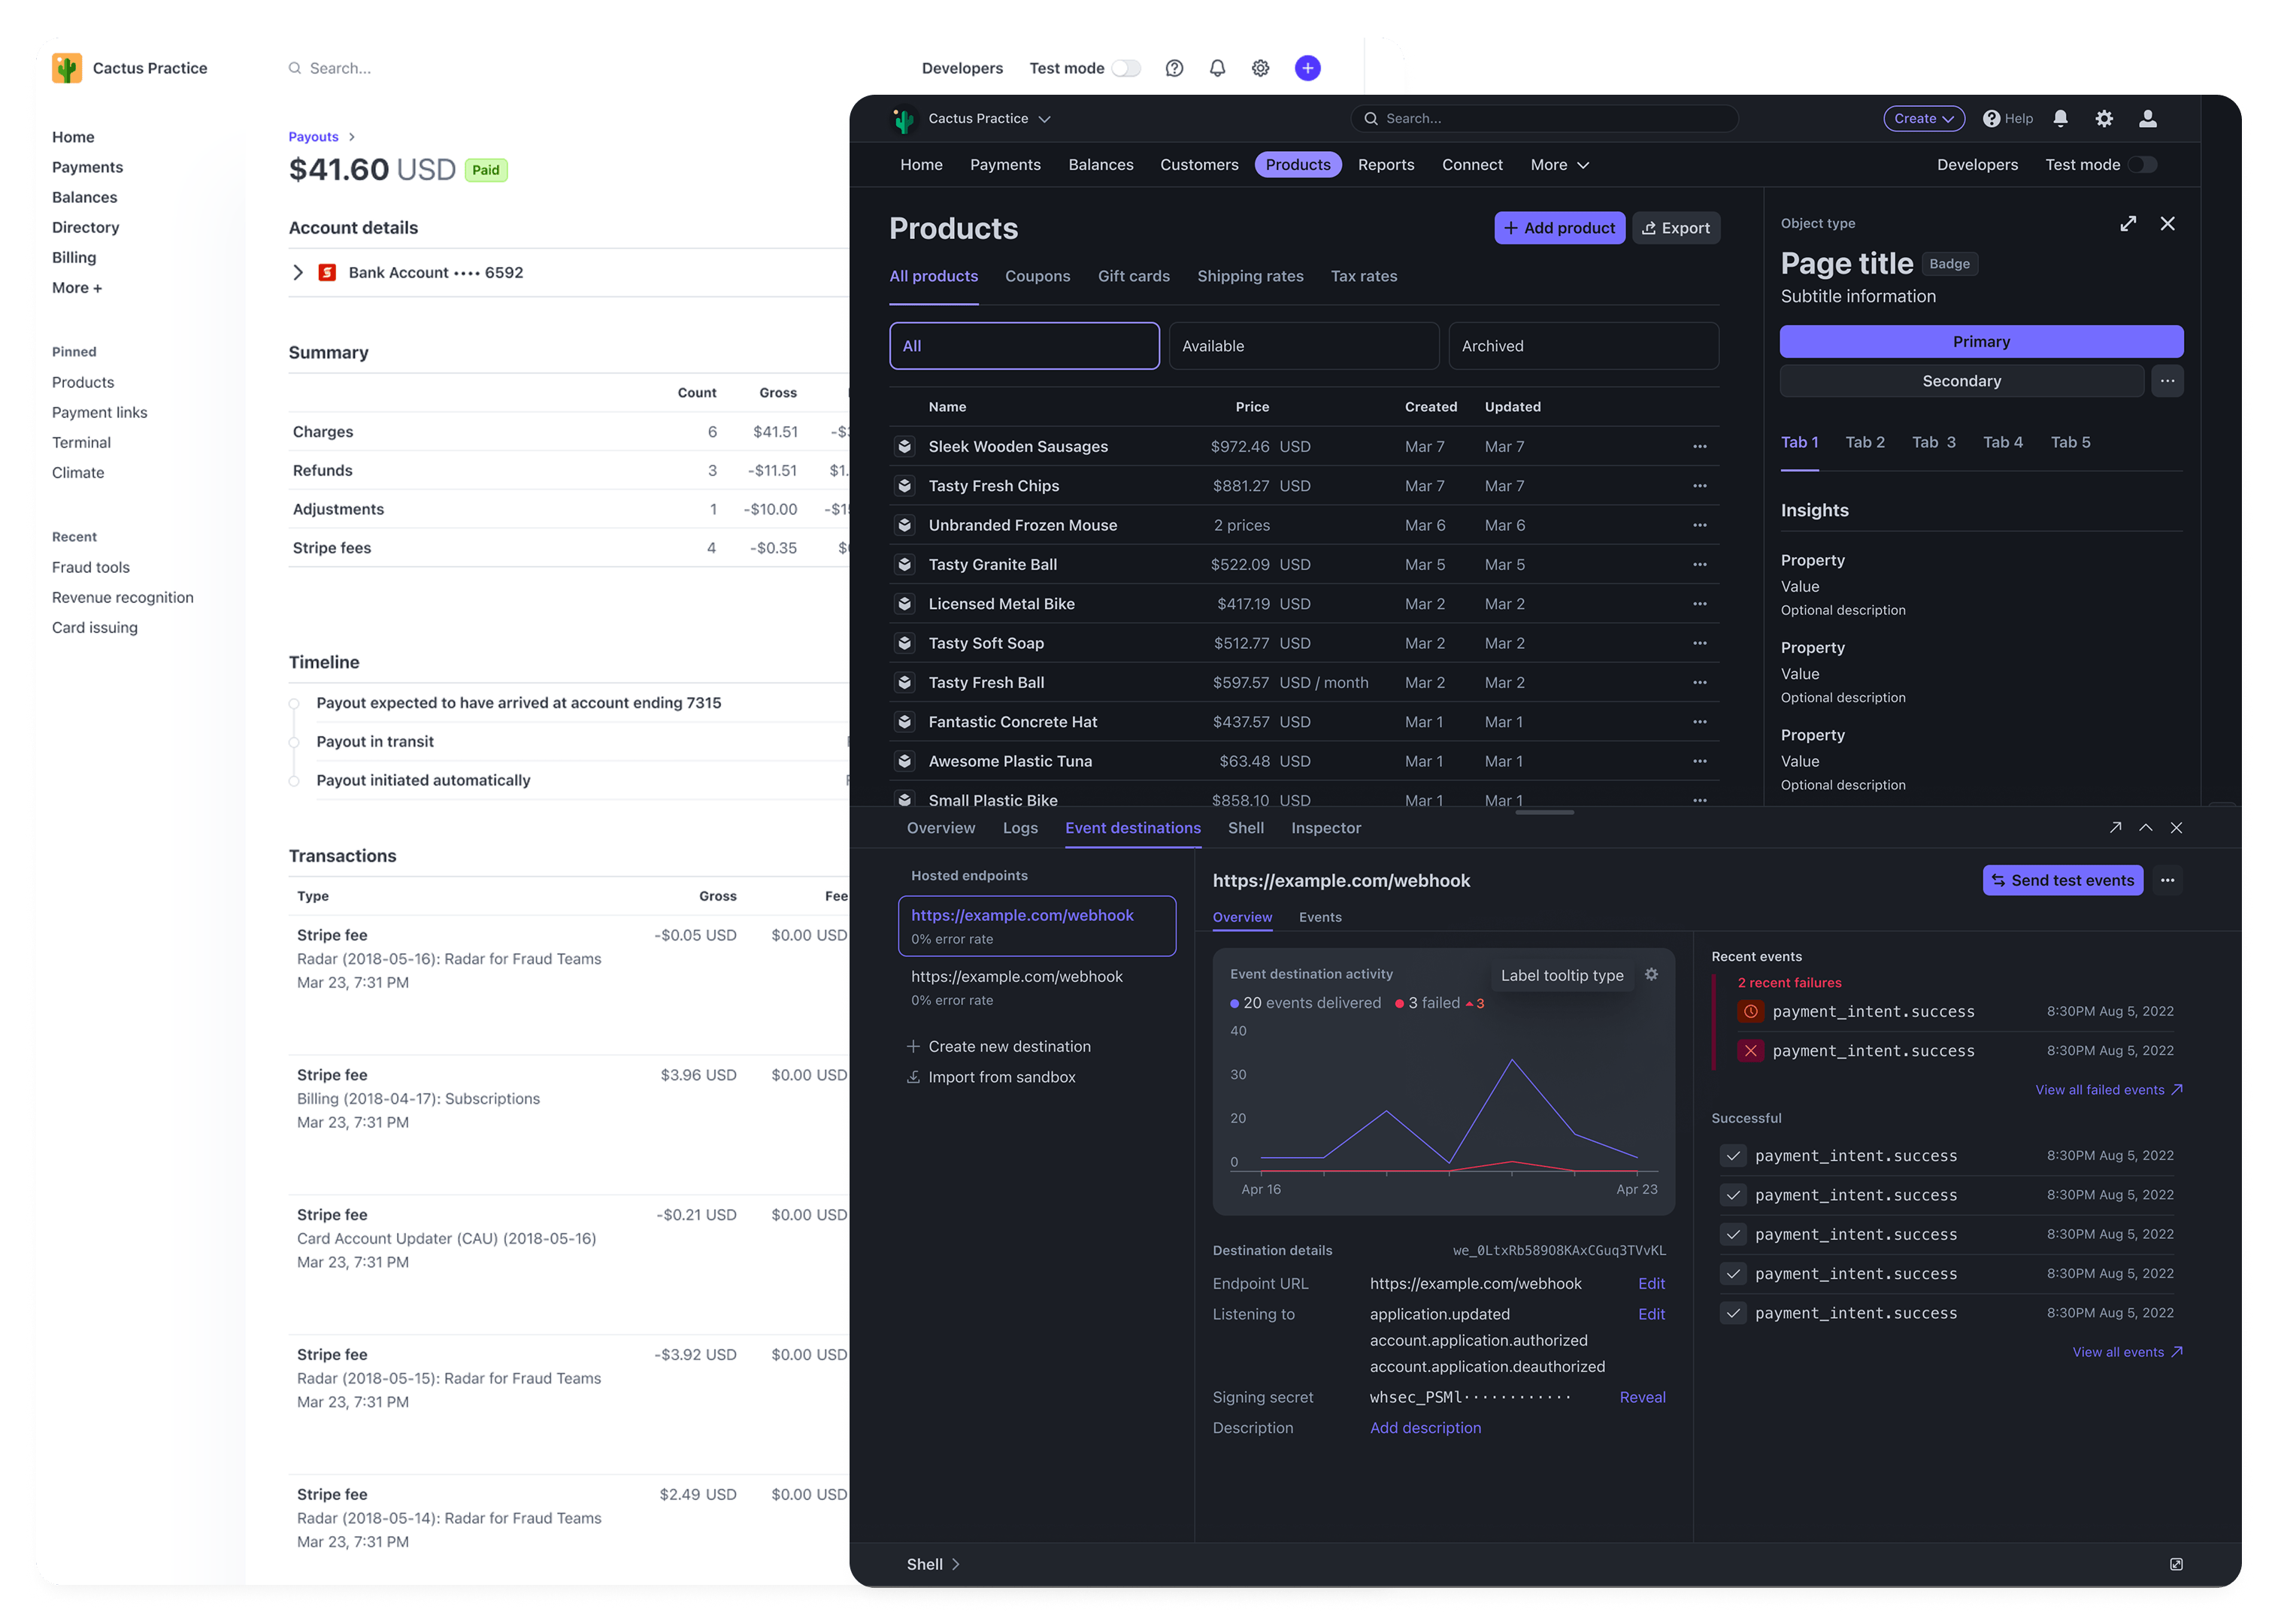 Cactus Practice
Search...
Developers
Test mode
Home
Payments
Balances
Directory
Billing
More +
Pinned
Products
Payment links
Terminal
Climate
Recent
Fraud tools
Revenue recognition
Card issuing
Payouts
$41.60 USD Paid
Account details
Bank Account •••• 6592
Summary
Count Gross
Charges 6 $41.51
Refunds 3 -$11.51 $1.
Adjustments 1 -$10.00
Stripe fees 4 -$0.35
Timeline
Payout expected to have arrived at account ending 7315
Payout in transit
Payout initiated automatically
Transactions
Type Gross Fee
Stripe fee -$0.05 USD $0.00 USD
Radar (2018-05-16): Radar for Fraud Teams
Mar 23, 7:31 PM
Stripe fee $3.96 USD $0.00 USD
Billing (2018-04-17): Subscriptions
Mar 23, 7:31 PM
Stripe fee -$0.21 USD $0.00 USD
Card Account Updater (CAU) (2018-05-16)
Mar 23, 7:31 PM
Stripe fee -$3.92 USD $0.00 USD
Radar (2018-05-15): Radar for Fraud Teams
Mar 23, 7:31 PM
Stripe fee $2.49 USD $0.00 USD
Radar (2018-05-14): Radar for Fraud Teams
Mar 23, 7:31 PM
Cactus Practice
Search...
Create
Help
Home Payments Balances Customers Products Reports Connect More
Developers Test mode
Products
+ Add product
Export
All products Coupons Gift cards Shipping rates Tax rates
All Available Archived
Name Price Created Updated
Sleek Wooden Sausages $972.46 USD Mar 7 Mar 7
Tasty Fresh Chips $881.27 USD Mar 7 Mar 7
Unbranded Frozen Mouse 2 prices Mar 6 Mar 6
Tasty Granite Ball $522.09 USD Mar 5 Mar 5
Licensed Metal Bike $417.19 USD Mar 2 Mar 2
Tasty Soft Soap $512.77 USD Mar 2 Mar 2
Tasty Fresh Ball $597.57 USD / month Mar 2 Mar 2
Fantastic Concrete Hat $437.57 USD Mar 1 Mar 1
Awesome Plastic Tuna $63.48 USD Mar 1 Mar 1
Small Plastic Bike $858.10 USD Mar 1 Mar 1
Object type
Page title Badge
Subtitle information
Primary
Secondary
Tab 1 Tab 2 Tab 3 Tab 4 Tab 5
Insights
Property
Value
Optional description
Property
Value
Optional description
Property
Value
Optional description
Overview Logs Event destinations Shell Inspector
Hosted endpoints
https://example.com/webhook
0% error rate
https://example.com/webhook
0% error rate
Create new destination
Import from sandbox
https://example.com/webhook
Send test events
Overview Events
Event destination activity
Label tooltip type
20 events delivered 3 failed 3
40
30
20
0
Apr 16 Apr 23
Destination details we_0LtxRb58908KAxCGuq3TVvKL
Endpoint URL https://example.com/webhook Edit
Listening to application.updated Edit
account.application.authorized
account.application.deauthorized
Signing secret whsec_PSMl············ Reveal
Description Add description
Recent events
2 recent failures
payment_intent.success 8:30PM Aug 5, 2022
payment_intent.success 8:30PM Aug 5, 2022
View all failed events
Successful
payment_intent.success 8:30PM Aug 5, 2022
payment_intent.success 8:30PM Aug 5, 2022
payment_intent.success 8:30PM Aug 5, 2022
payment_intent.success 8:30PM Aug 5, 2022
payment_intent.success 8:30PM Aug 5, 2022
View all events
Shell